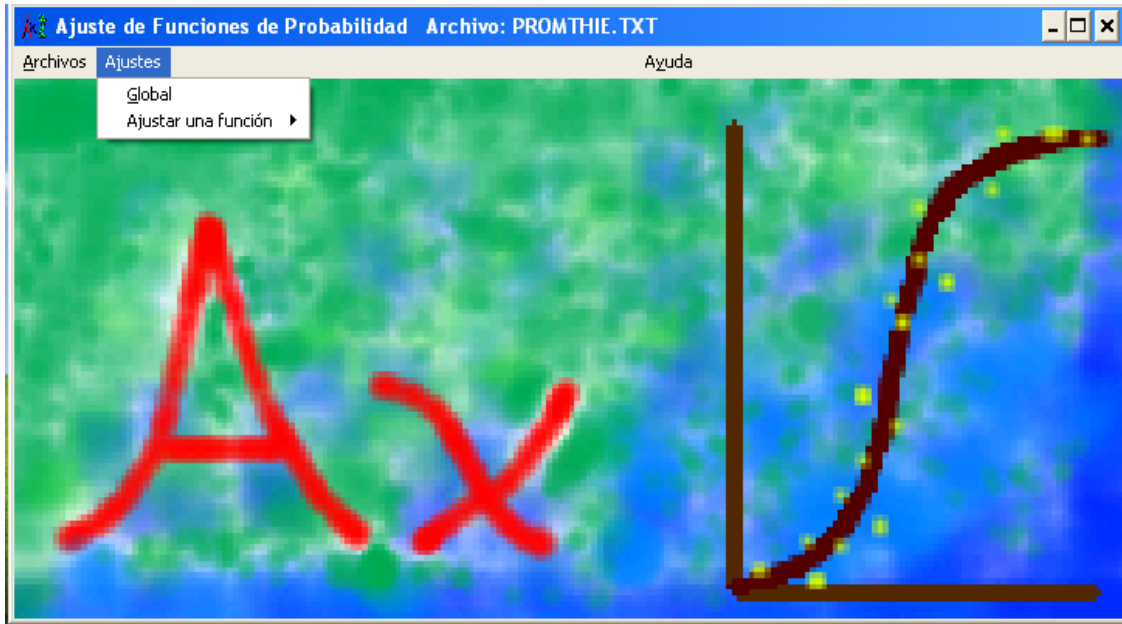 Ajuste de Funciones de Probabilidad Archivo: PROMTHIE.TXT
Archivos Ajustes Ayuda
Global
Ajustar una función
Ax